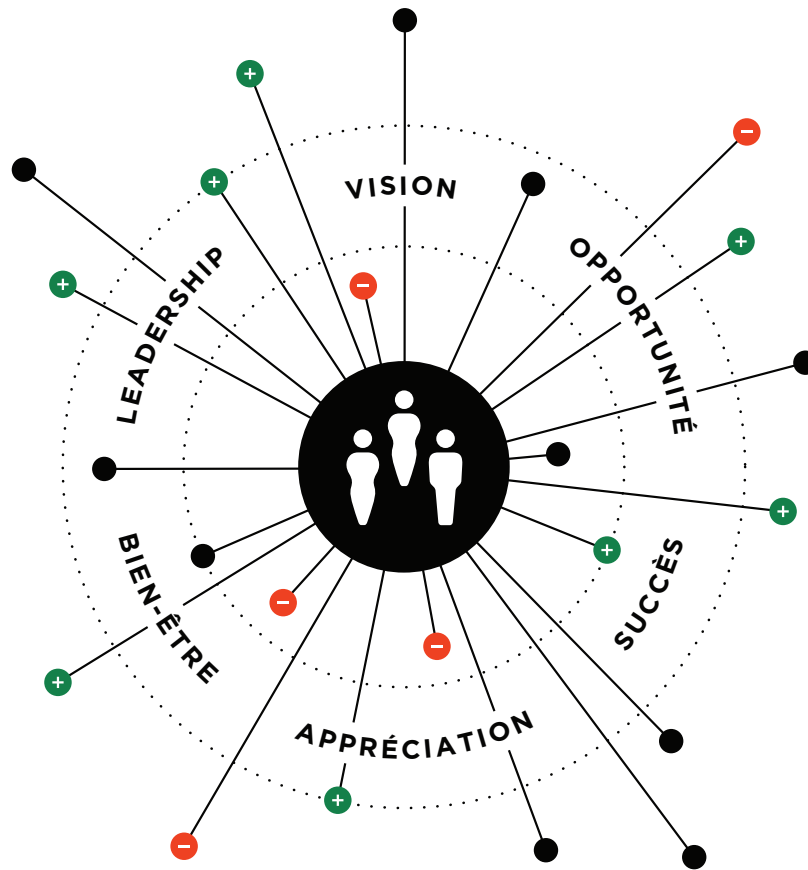 VISION
OPPORTUNITÉ
SUCCÈS
APPRÉCIATION
BIEN-ÊTRE
LEADERSHIP